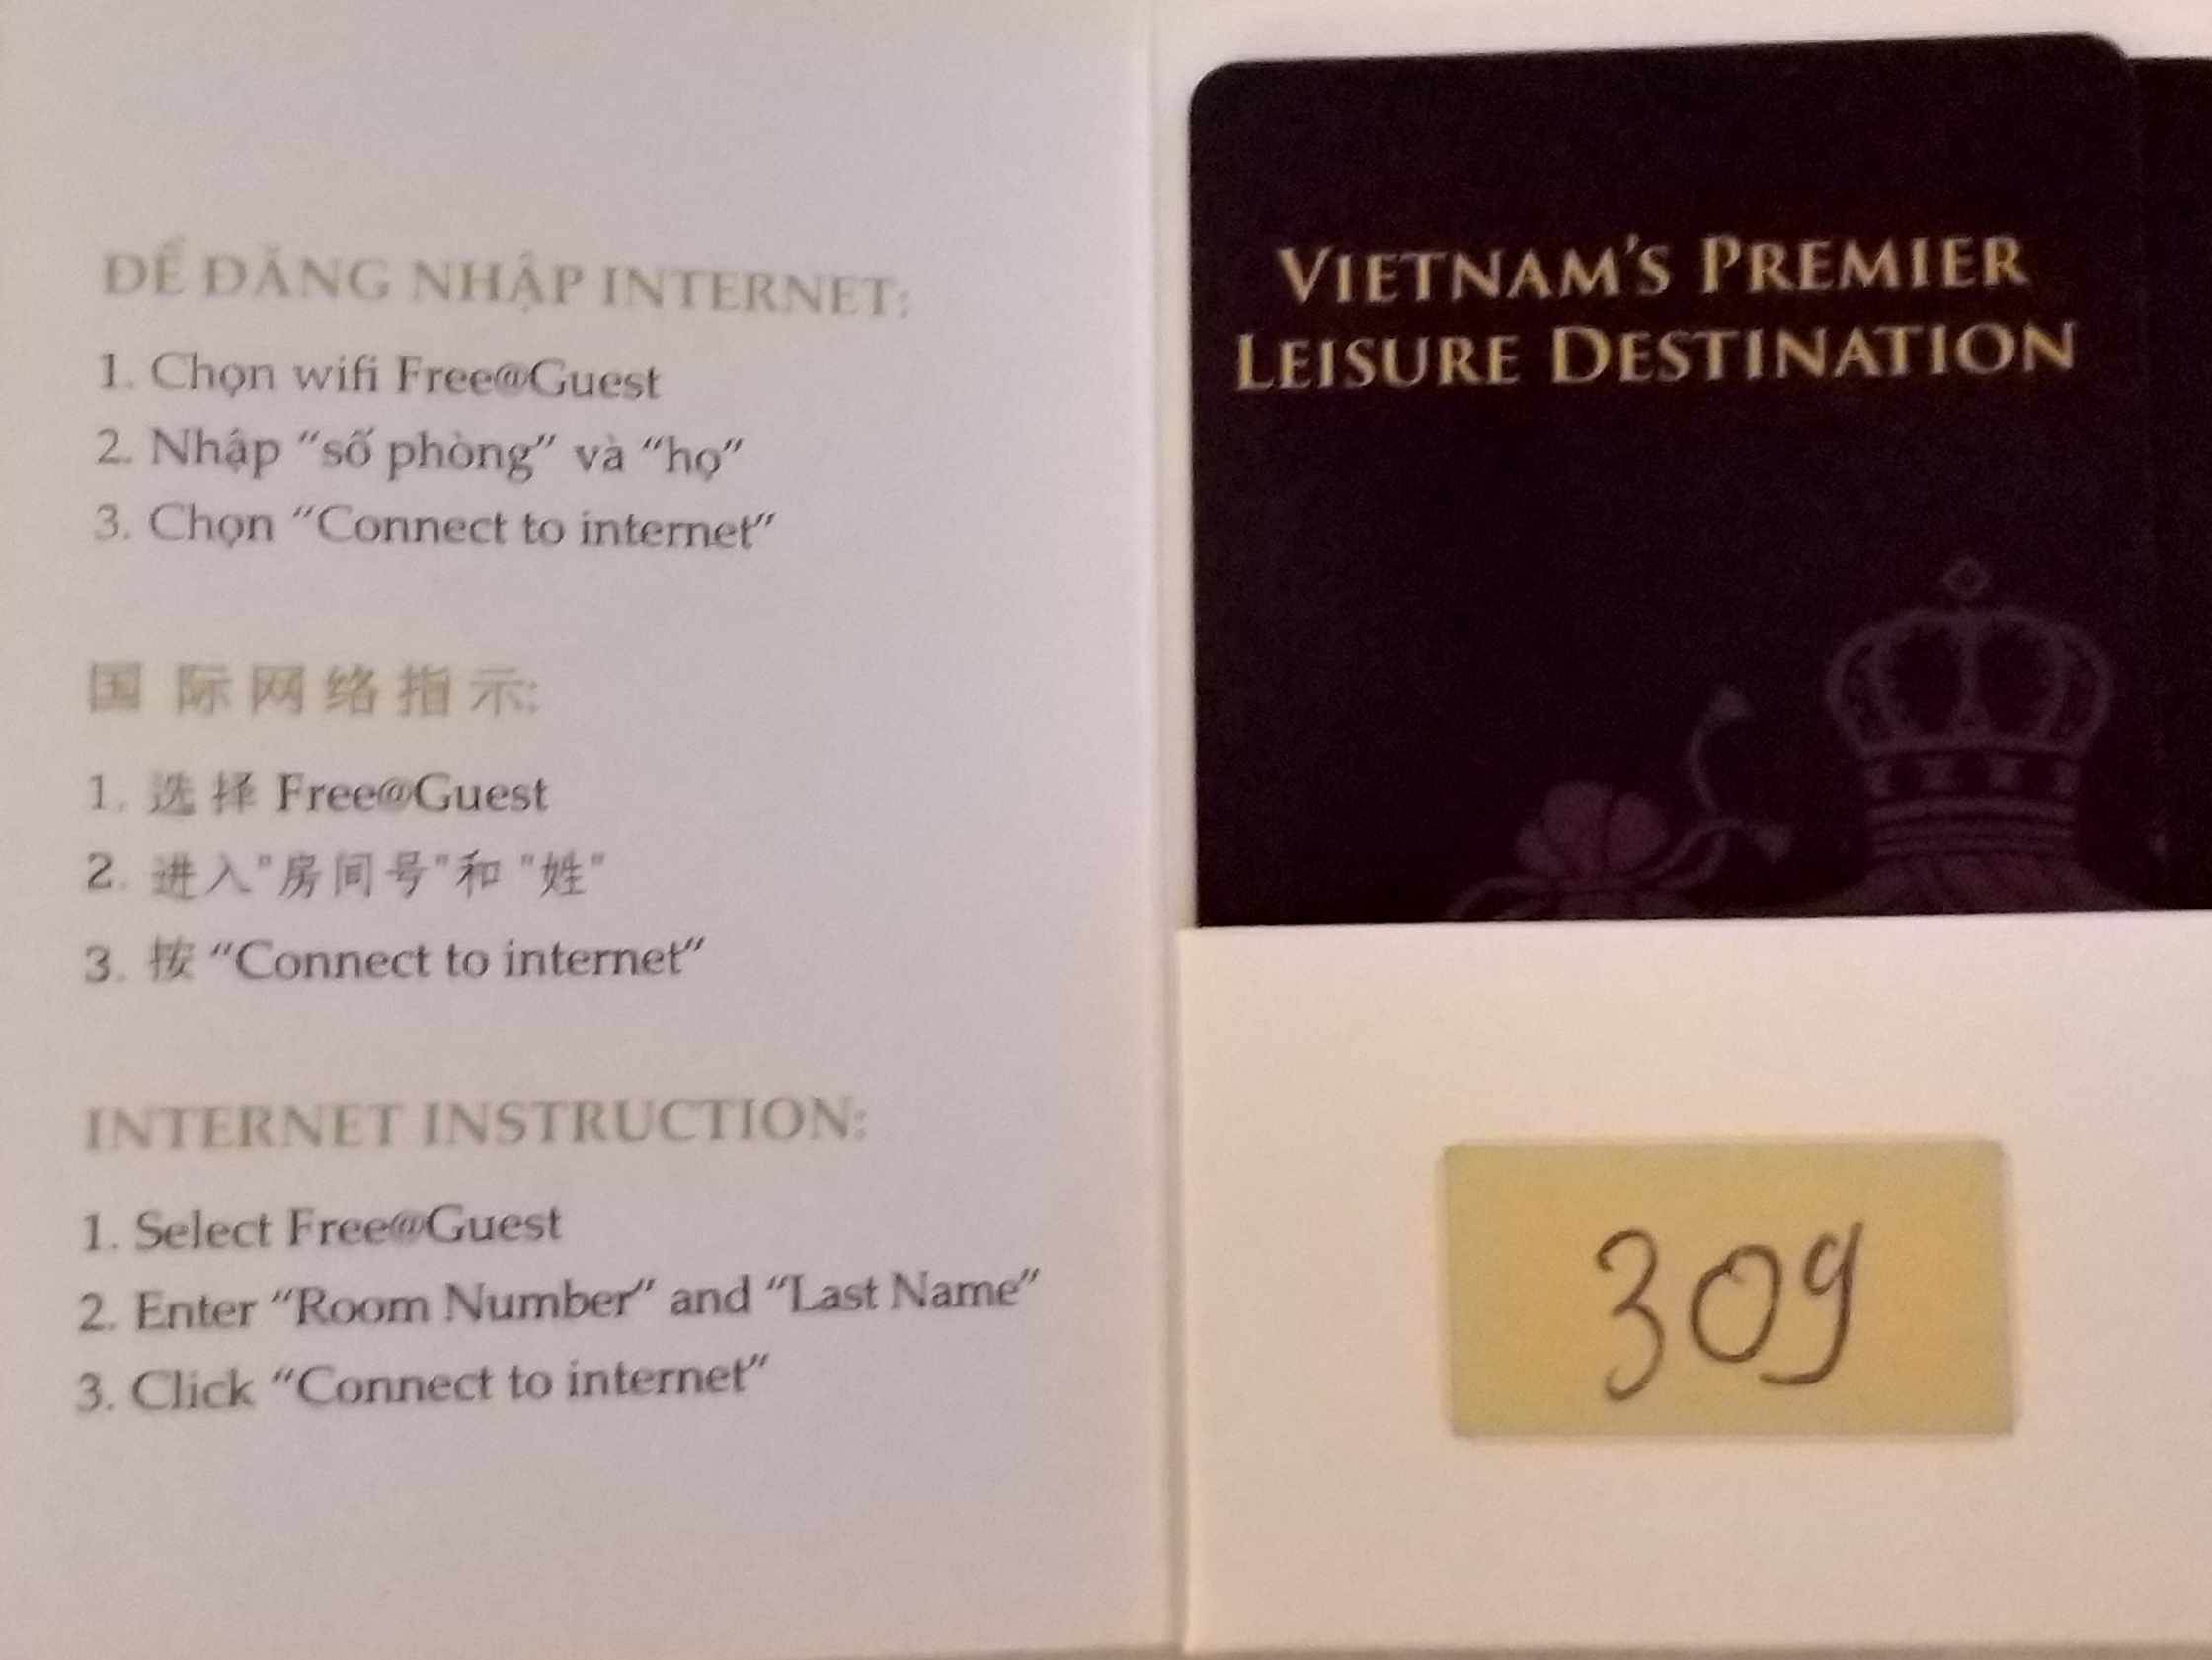 ĐỂ ĐĂNG NHẬP INTERNET:
1. Chọn wifi Free@Guest
2. Nhập “số phòng” và “họ”
3. Chọn “Connect to internet”
国际网络指示:
1. 选择 Free@Guest
2. 进入"房间号"和 "姓"
3. 按 “Connect to internet”
INTERNET INSTRUCTION:
1. Select Free@Guest
2. Enter “Room Number” and “Last Name”
3. Click “Connect to internet”
VIETNAM'S PREMIER
LEISURE DESTINATION
309